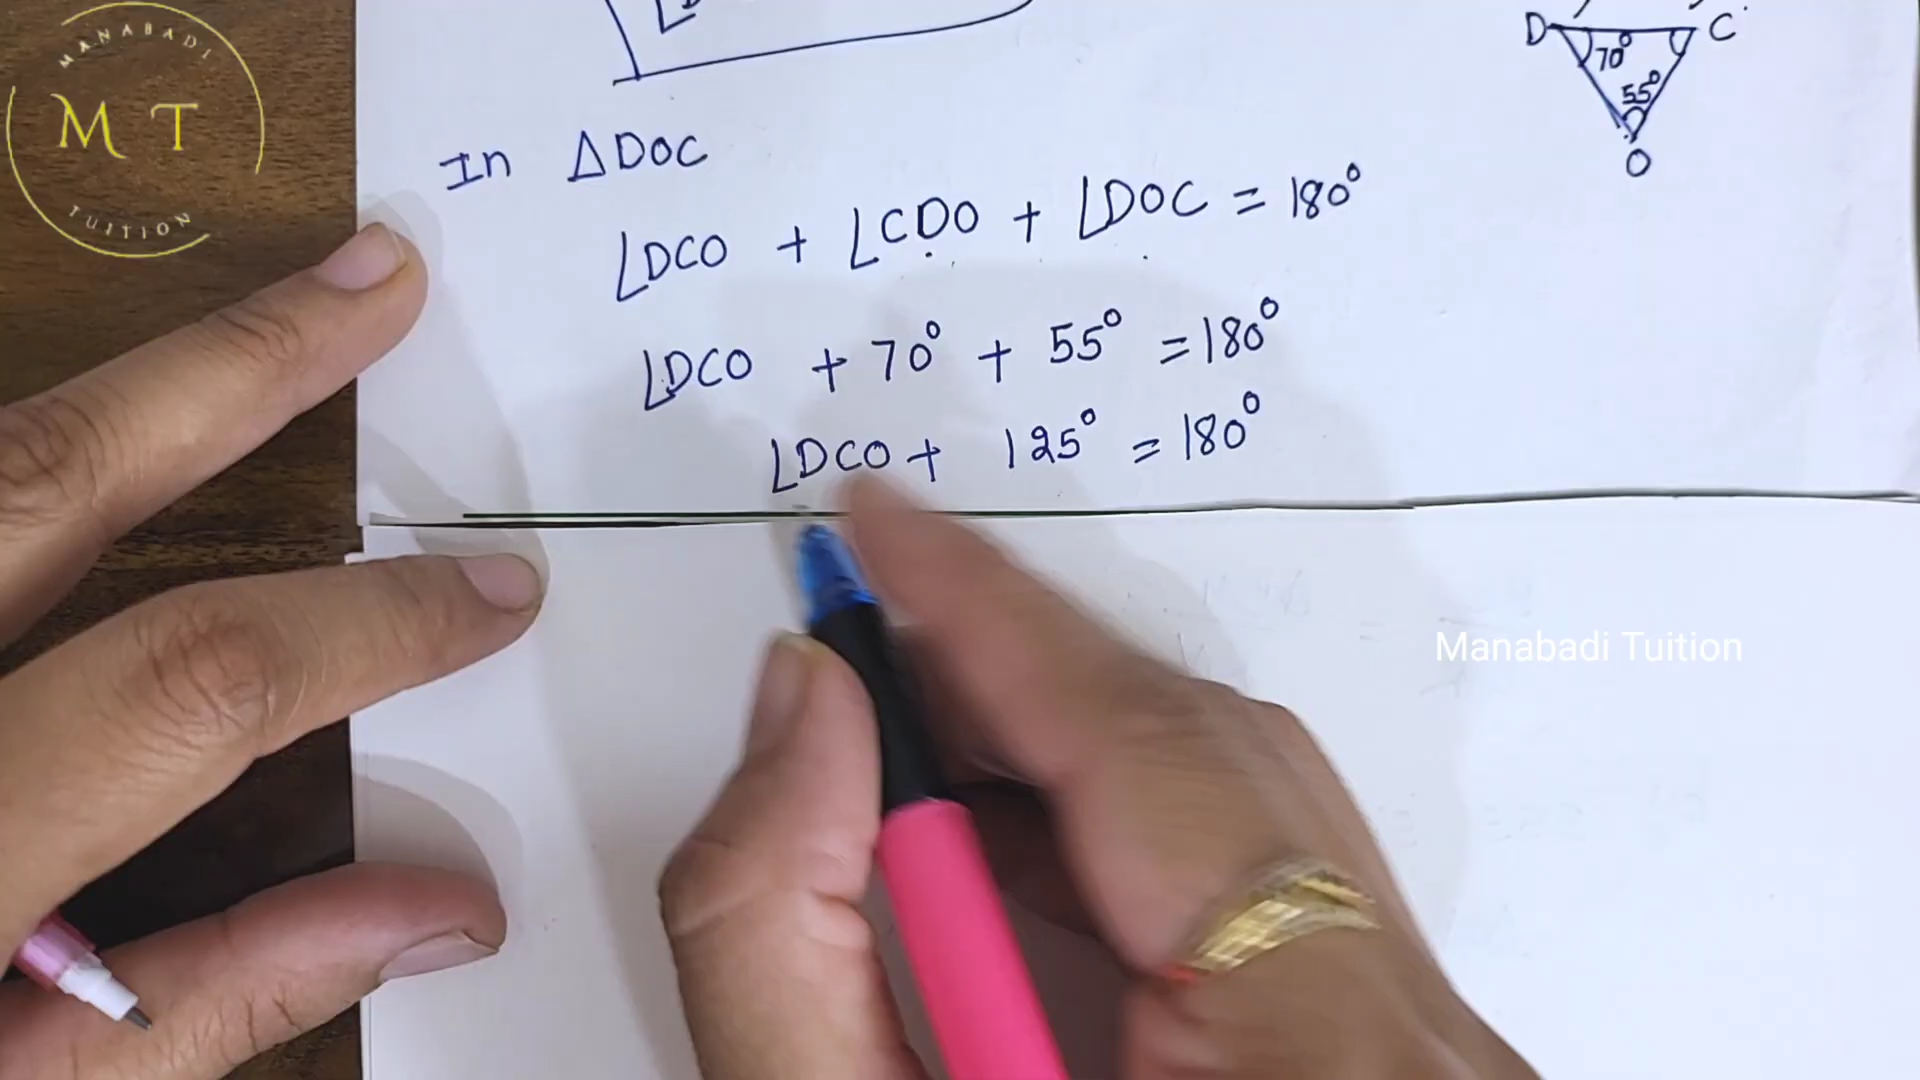 MANABADI
M T
TUITION
D 70° C
55°
O
In ΔDOC
∠DCO + ∠CDO + ∠DOC = 180°
∠DCO + 70° + 55° = 180°
∠DCO + 125° = 180°
Manabadi Tuition